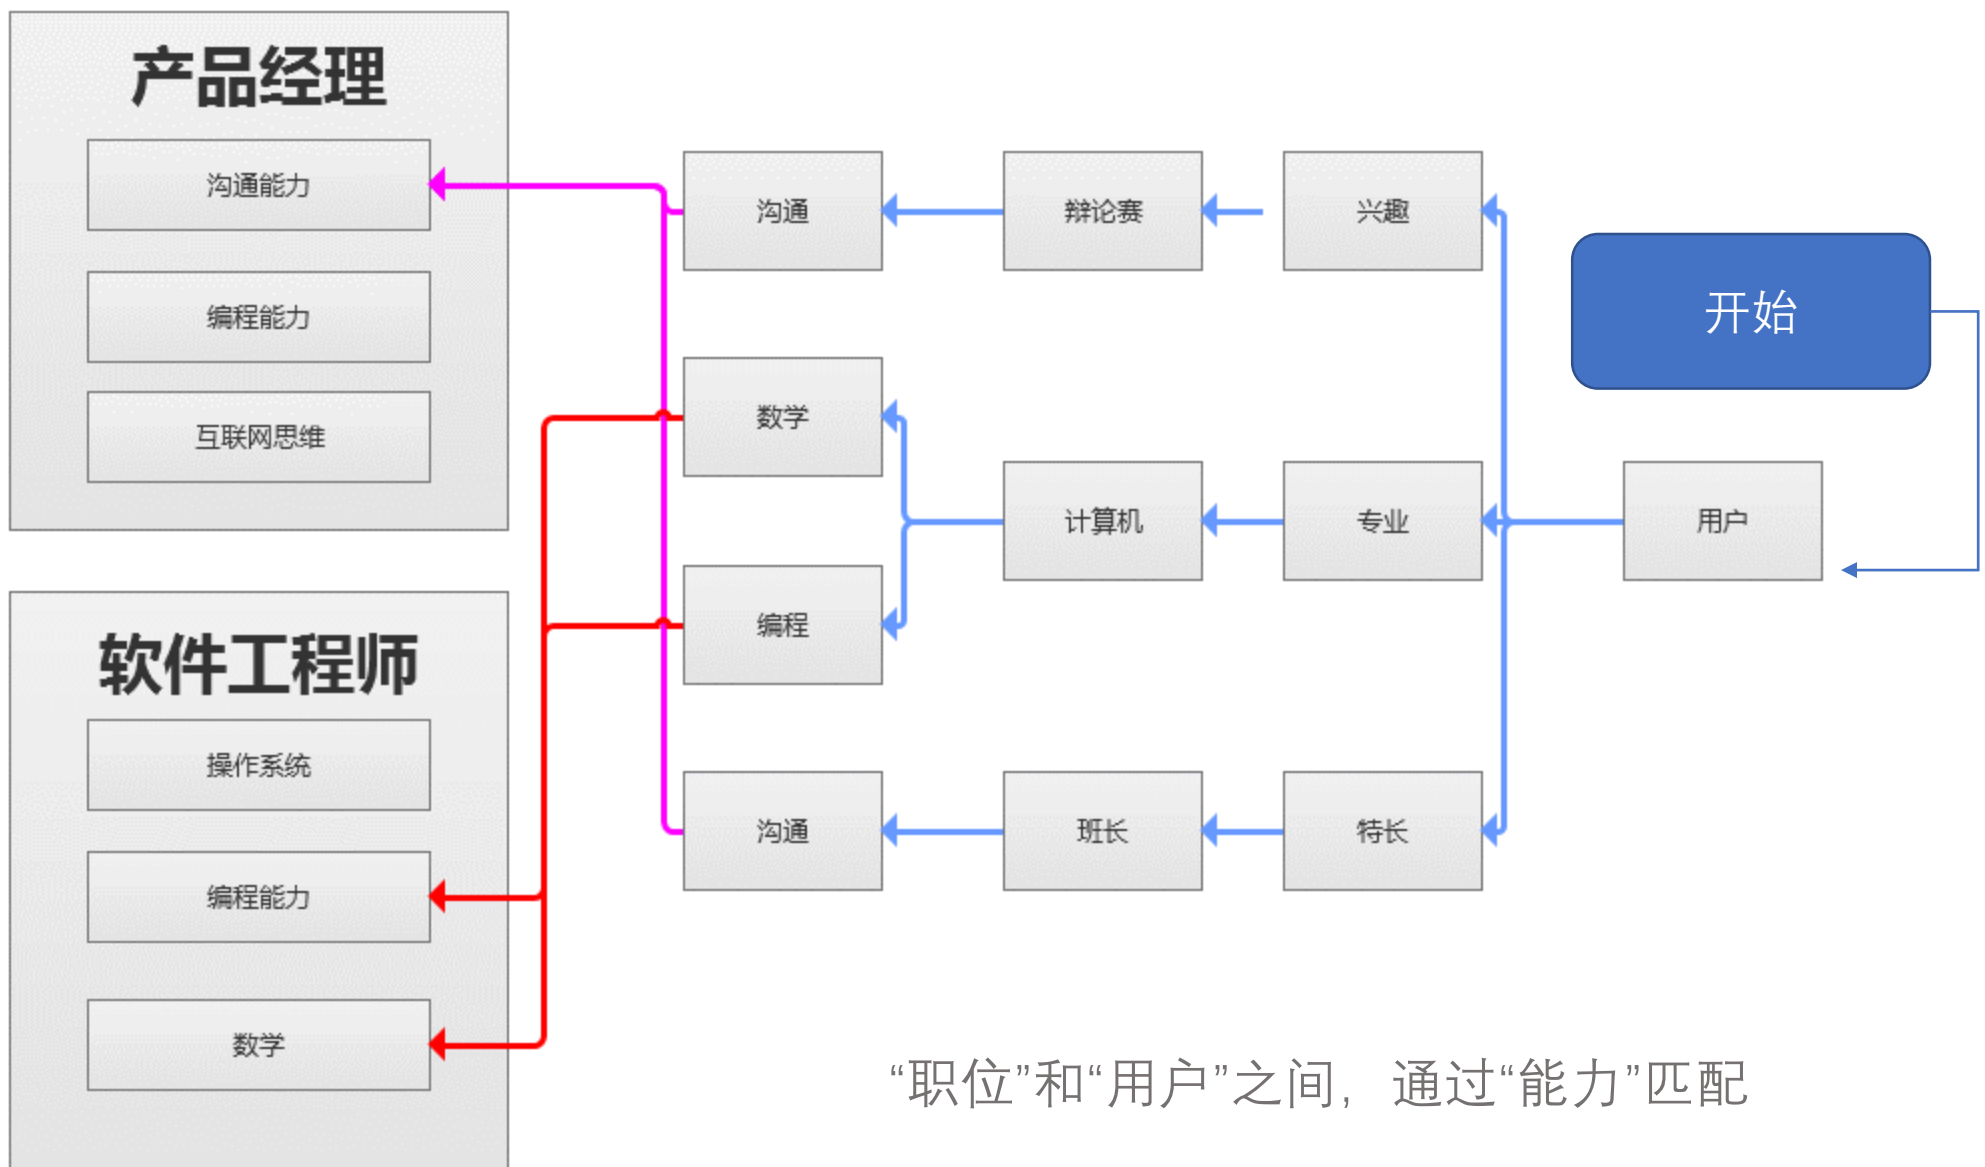 产品经理
沟通能力
编程能力
互联网思维
软件工程师
操作系统
编程能力
数学
沟通
辩论赛
兴趣
开始
数学
编程
计算机
专业
用户
沟通
班长
特长
“职位”和“用户”之间，通过“能力”匹配